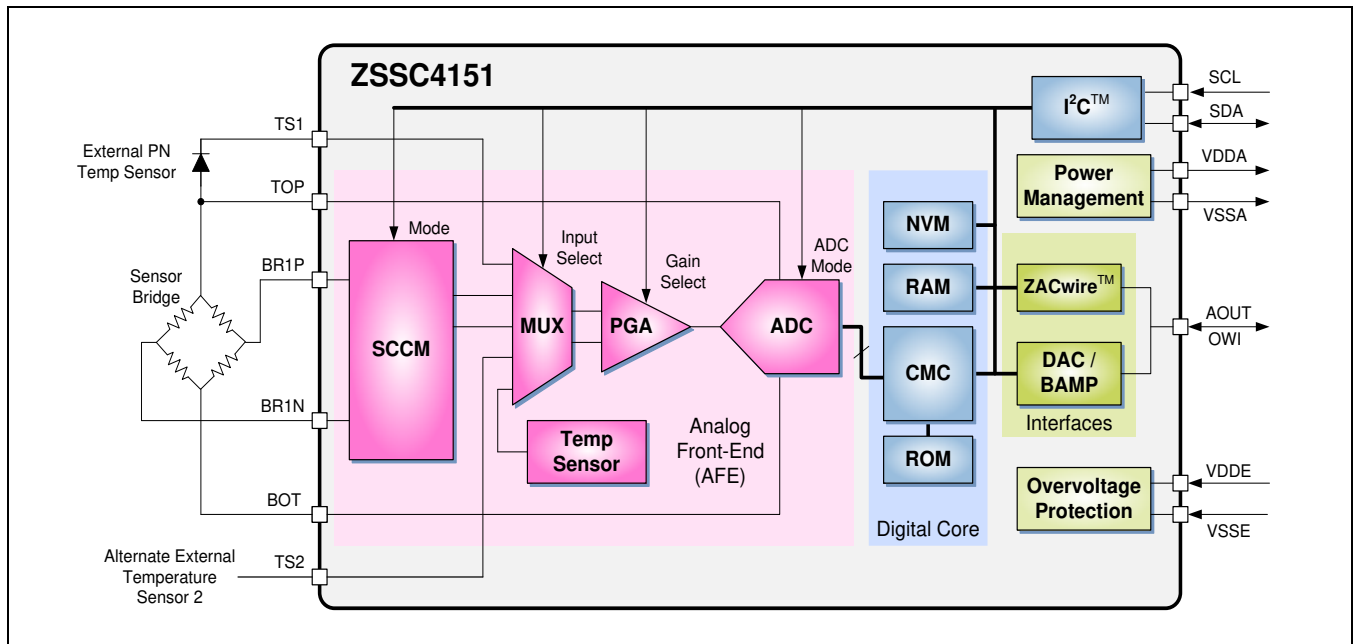 ZSSC4151
I²C™
SCL
SDA
TS1
External PN
Temp Sensor
TOP
Power
Management
VDDA
VSSA
Mode
Input
Select
Gain
Select
ADC
Mode
NVM
BR1P
Sensor
Bridge
RAM
ZACwire™
SCCM
MUX
PGA
ADC
AOUT
OWI
CMC
DAC /
BAMP
Interfaces
BR1N
Temp
Sensor
Analog
Front-End
(AFE)
ROM
Overvoltage
Protection
VDDE
VSSE
BOT
Digital Core
Alternate External
Temperature
Sensor 2
TS2